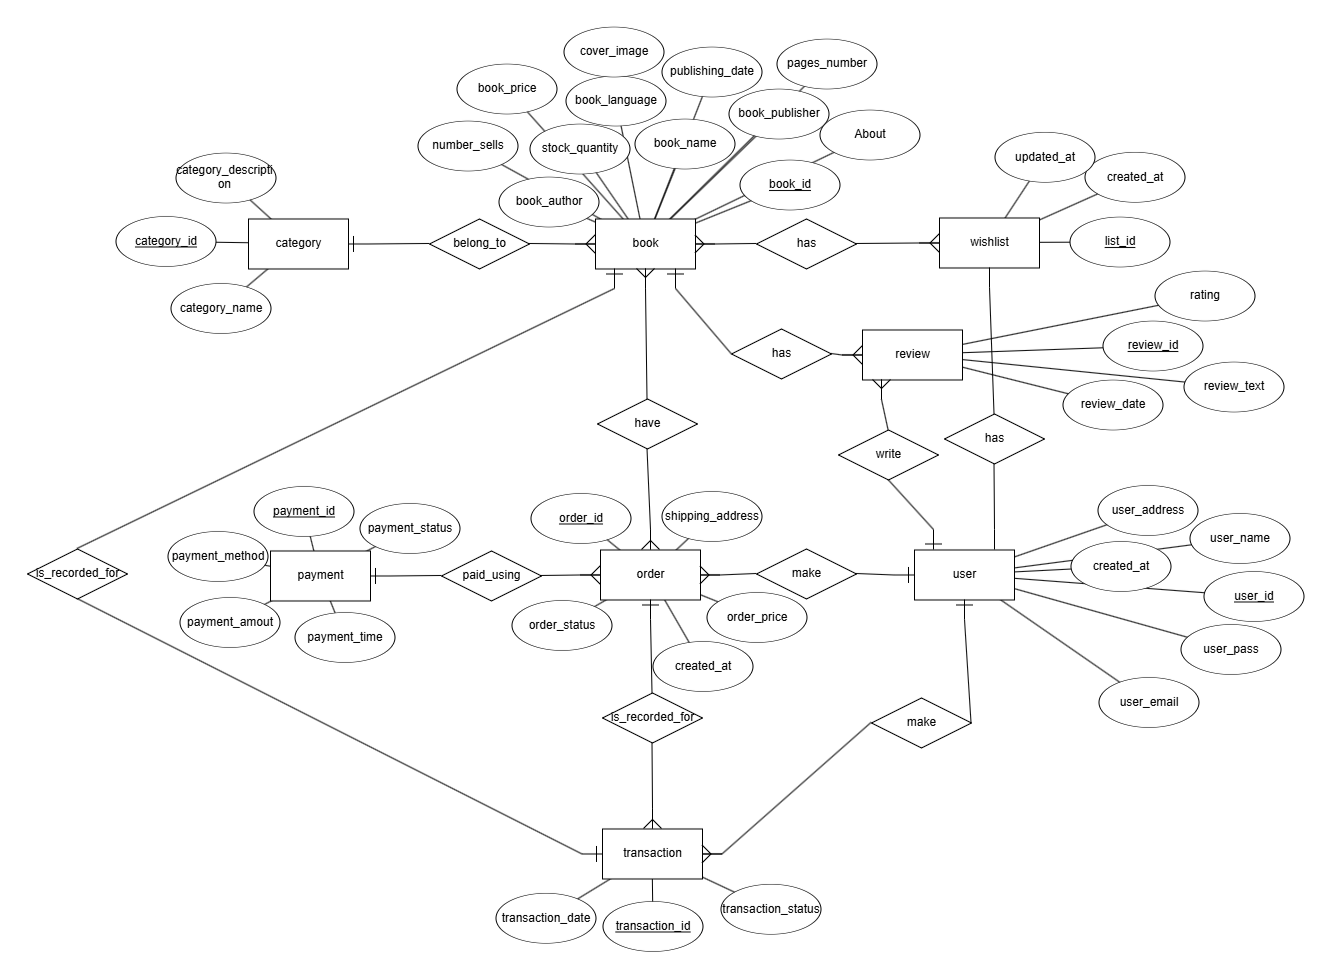 cover_image
pages_number
publishing_date
book_price
book_language
book_publisher
About
number_sells
stock_quantity
book_name
updated_at
created_at
category_descripti
on
book_author
book_id
category_id
category
belong_to
book
has
wishlist
list_id
category_name
rating
has
review
review_id
review_text
review_date
have
write
has
payment_id
payment_status
order_id
shipping_address
user_address
user_name
payment_method
is_recorded_for
payment
paid_using
order
make
user
created_at
user_id
payment_amout
payment_time
order_status
order_price
created_at
user_pass
user_email
is_recorded_for
make
transaction
transaction_date
transaction_id
transaction_status